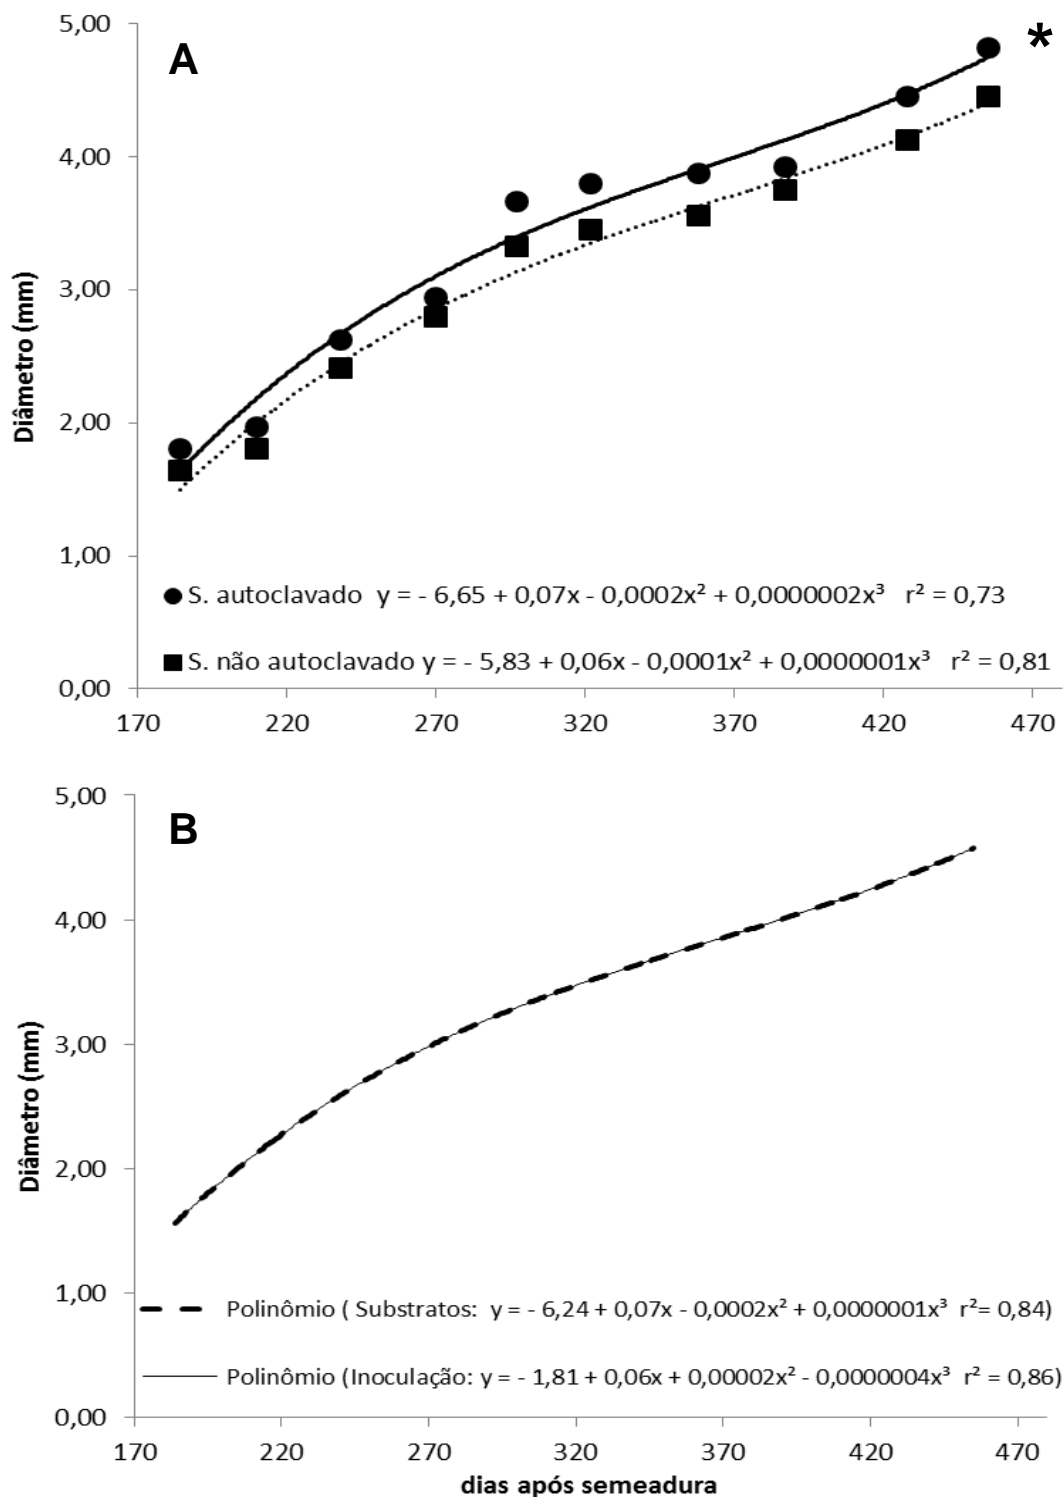 5,00
A
*
4,00
3,00
Diâmetro (mm)
2,00
1,00
S. autoclavado y = - 6,65 + 0,07x - 0,0002x² + 0,0000002x³ r² = 0,73
S. não autoclavado y = - 5,83 + 0,06x - 0,0001x² + 0,0000001x³ r² = 0,81
0,00
170 220 270 320 370 420 470
5,00
B
4,00
3,00
Diâmetro (mm)
2,00
1,00
Polinômio ( Substratos: y = - 6,24 + 0,07x - 0,0002x² + 0,0000001x³ r²= 0,84)
Polinômio (Inoculação: y = - 1,81 + 0,06x + 0,00002x² - 0,0000004x³ r² = 0,86)
0,00
170 220 270 320 370 420 470
dias após semeadura